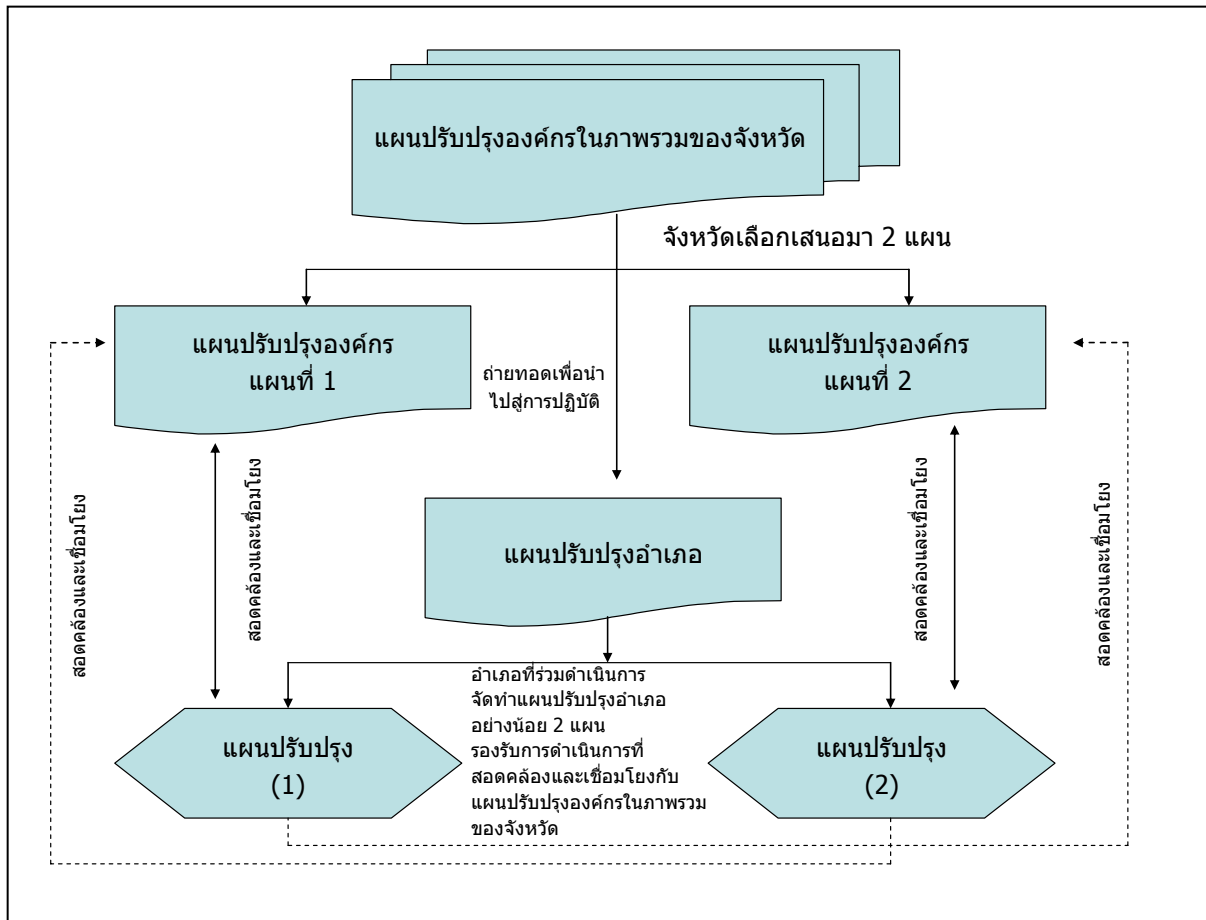 แผนปรับปรุงองค์กรในภาพรวมของจังหวัด
จังหวัดเลือกเสนอมา 2 แผน
แผนปรับปรุงองค์กร
แผนที่ 1
แผนปรับปรุงองค์กร
แผนที่ 2
ถ่ายทอดเพื่อนำ
ไปสู่การปฏิบัติ
สอดคล้องและเชื่อมโยง
สอดคล้องและเชื่อมโยง
สอดคล้องและเชื่อมโยง
สอดคล้องและเชื่อมโยง
แผนปรับปรุงอำเภอ
อำเภอที่ร่วมดำเนินการ
จัดทำแผนปรับปรุงอำเภอ
อย่างน้อย 2 แผน
รองรับการดำเนินการที่
สอดคล้องและเชื่อมโยงกับ
แผนปรับปรุงองค์กรในภาพรวม
ของจังหวัด
แผนปรับปรุง
(1)
แผนปรับปรุง
(2)